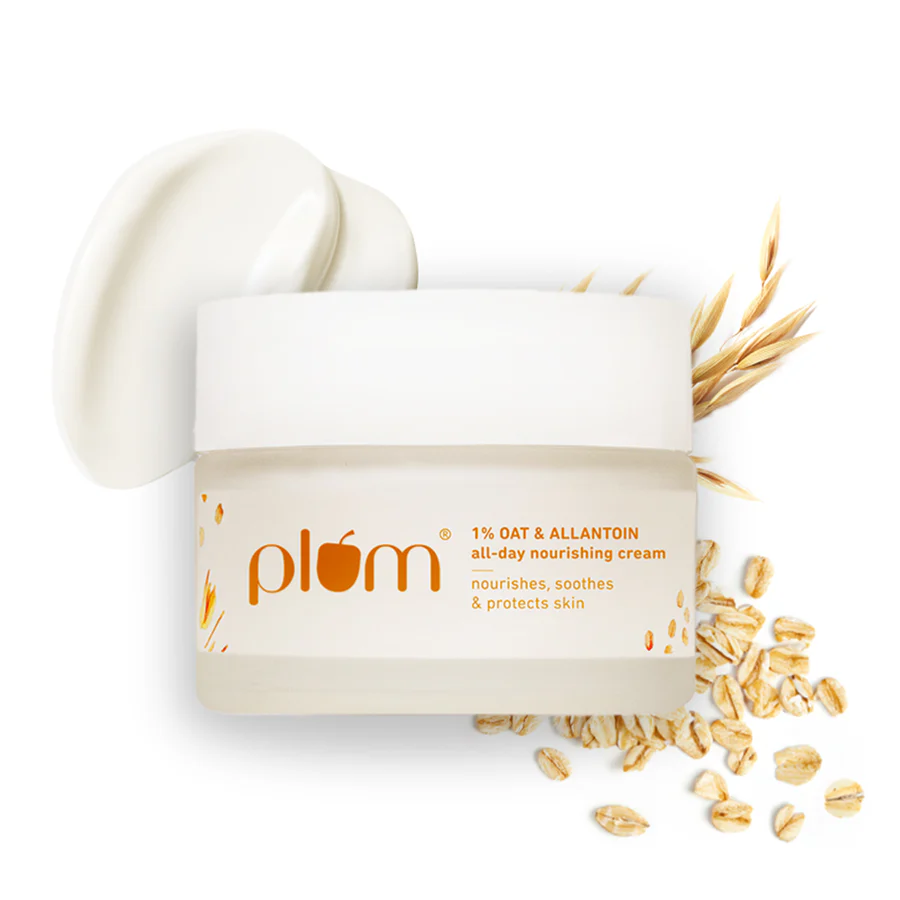 plum®
1% OAT & ALLANTOIN
all-day nourishing cream
nourishes, soothes
& protects skin